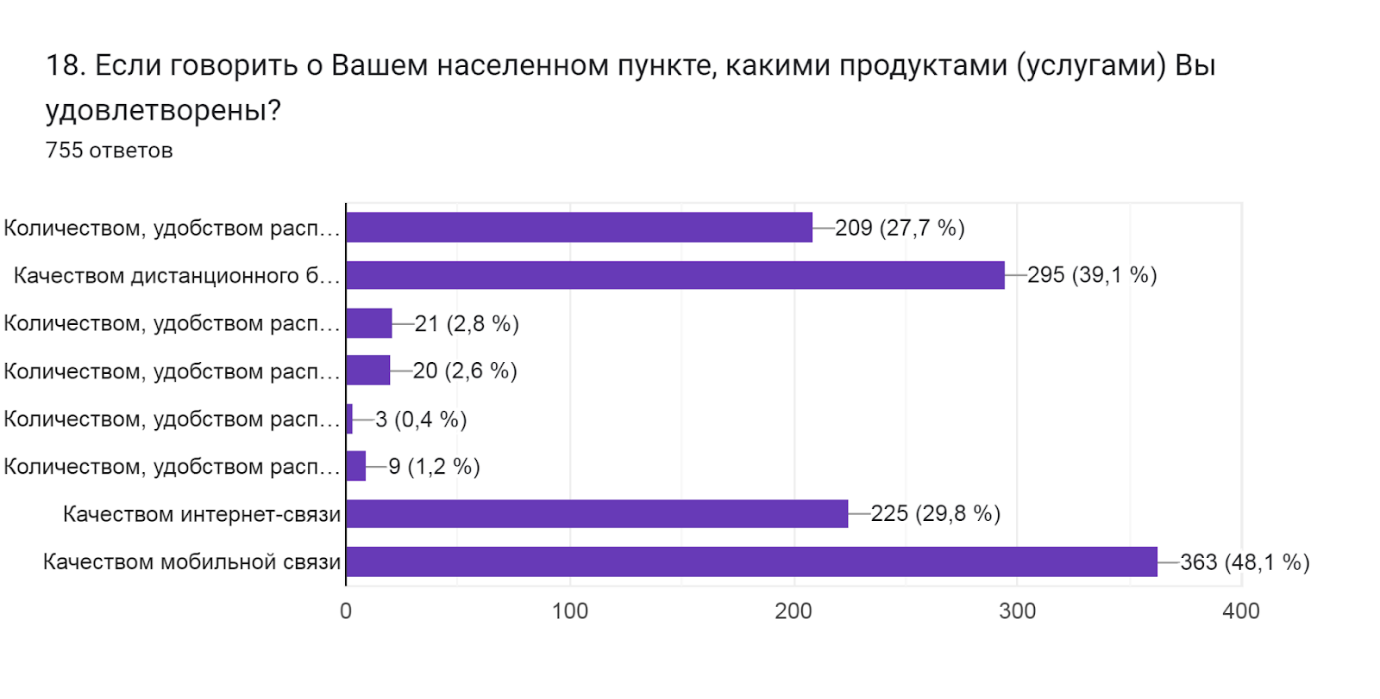 18. Если говорить о Вашем населенном пункте, какими продуктами (услугами) Вы
удовлетворены?
755 ответов
Количеством, удобством расп… 209 (27,7 %)
Качеством дистанционного б… 295 (39,1 %)
Количеством, удобством расп… 21 (2,8 %)
Количеством, удобством расп… 20 (2,6 %)
Количеством, удобством расп… 3 (0,4 %)
Количеством, удобством расп… 9 (1,2 %)
Качеством интернет-связи 225 (29,8 %)
Качеством мобильной связи 363 (48,1 %)
0 100 200 300 400